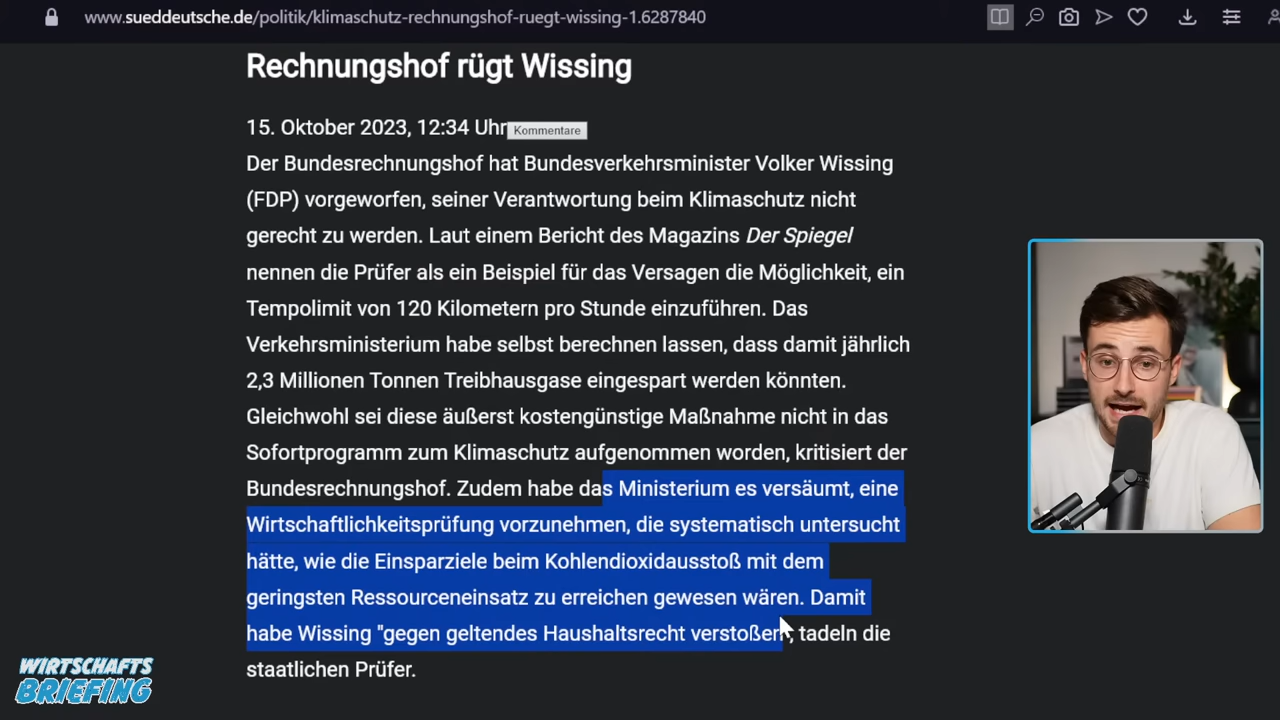 www.sueddeutsche.de/politik/klimaschutz-rechnungshof-ruegt-wissing-1.6287840
Rechnungshof rügt Wissing
15. Oktober 2023, 12:34 Uhr Kommentare
Der Bundesrechnungshof hat Bundesverkehrsminister Volker Wissing
(FDP) vorgeworfen, seiner Verantwortung beim Klimaschutz nicht
gerecht zu werden. Laut einem Bericht des Magazins Der Spiegel
nennen die Prüfer als ein Beispiel für das Versagen die Möglichkeit, ein
Tempolimit von 120 Kilometern pro Stunde einzuführen. Das
Verkehrsministerium habe selbst berechnen lassen, dass damit jährlich
2,3 Millionen Tonnen Treibhausgase eingespart werden könnten.
Gleichwohl sei diese äußerst kostengünstige Maßnahme nicht in das
Sofortprogramm zum Klimaschutz aufgenommen worden, kritisiert der
Bundesrechnungshof. Zudem habe das Ministerium es versäumt, eine
Wirtschaftlichkeitsprüfung vorzunehmen, die systematisch untersucht
hätte, wie die Einsparziele beim Kohlendioxidausstoß mit dem
geringsten Ressourceneinsatz zu erreichen gewesen wären. Damit
habe Wissing "gegen geltendes Haushaltsrecht verstoßen", tadeln die
staatlichen Prüfer.
WIRTSCHAFTS
BRIEFING